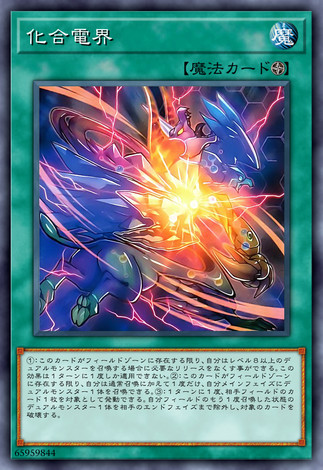 化合電界
魔
【魔法カード】
①:このカードがフィールドゾーンに存在する限り、自分はレベル5以上のデ
ュアルモンスターを召喚する場合に必要なリリースをなくす事ができる。この
効果は1ターンに1度しか適用できない。②:このカードがフィールドゾーン
に存在する限り、自分は通常召喚に加えて1度だけ、自分メインフェイズにデ
ュアルモンスター1体を召喚できる。③:1ターンに1度、相手フィールドのカ
ード1枚を対象として発動できる。自分フィールドのもう1度召喚した状態の
デュアルモンスター1体を相手のエンドフェイズまで除外し、対象のカードを
破壊する。
65959844